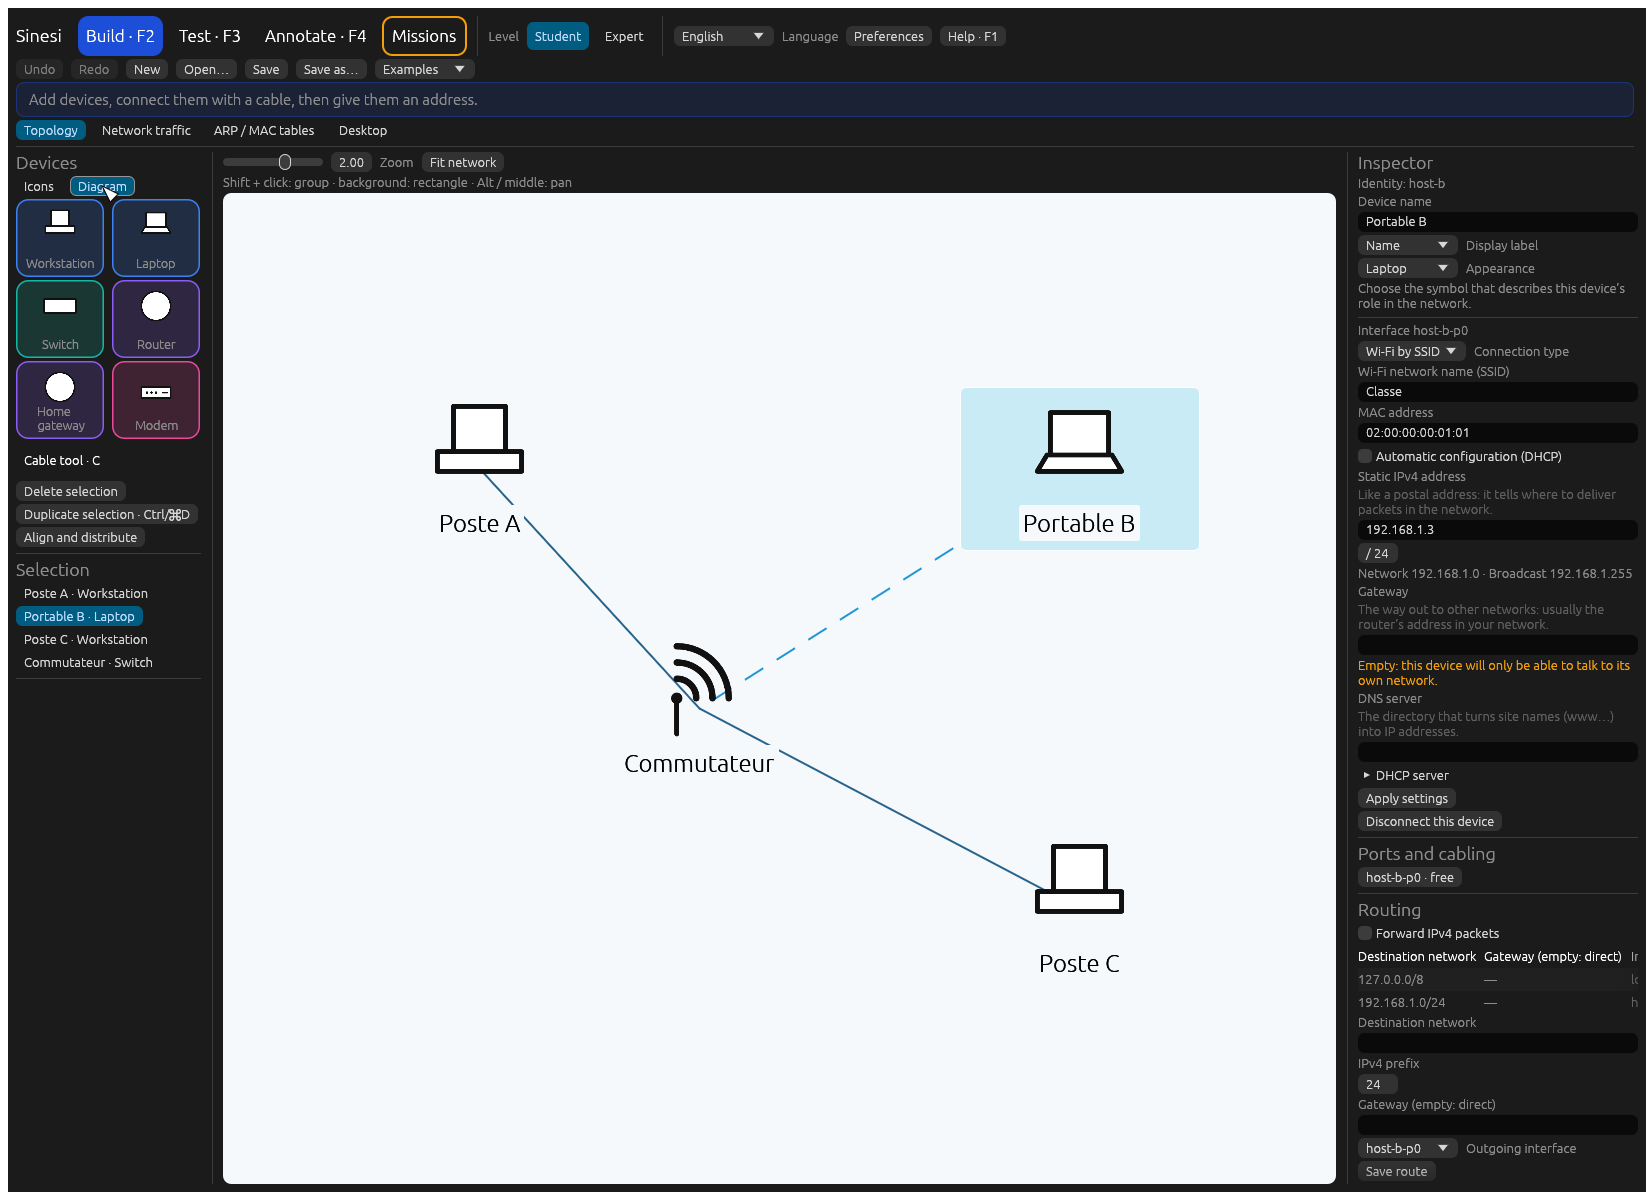 Sinesi Build · F2 Test · F3 Annotate · F4 Missions Level Student Expert English Language Preferences Help · F1
Undo Redo New Open… Save Save as… Examples
Add devices, connect them with a cable, then give them an address.
Topology Network traffic ARP / MAC tables Desktop
Devices
Icons Diagram
Workstation Laptop
Switch Router
Home gateway Modem
Cable tool · C
Delete selection
Duplicate selection · Ctrl/⌘D
Align and distribute
Selection
Poste A · Workstation
Portable B · Laptop
Poste C · Workstation
Commutateur · Switch
2.00 Zoom Fit network
Shift + click: group · background: rectangle · Alt / middle: pan
Poste A
Portable B
Commutateur
Poste C
Inspector
Identity: host-b
Device name
Portable B
Name Display label
Laptop Appearance
Choose the symbol that describes this device's
role in the network.
Interface host-b-p0
Wi-Fi by SSID Connection type
Wi-Fi network name (SSID)
Classe
MAC address
02:00:00:00:01:01
Automatic configuration (DHCP)
Static IPv4 address
Like a postal address: it tells where to deliver
packets in the network.
192.168.1.3
/ 24
Network 192.168.1.0 · Broadcast 192.168.1.255
Gateway
The way out to other networks: usually the
router's address in your network.
Empty: this device will only be able to talk to its
own network.
DNS server
The directory that turns site names (www…)
into IP addresses.
DHCP server
Apply settings
Disconnect this device
Ports and cabling
host-b-p0 · free
Routing
Forward IPv4 packets
Destination network Gateway (empty: direct)
127.0.0.0/8 —
192.168.1.0/24 —
Destination network
IPv4 prefix
24
Gateway (empty: direct)
host-b-p0 Outgoing interface
Save route